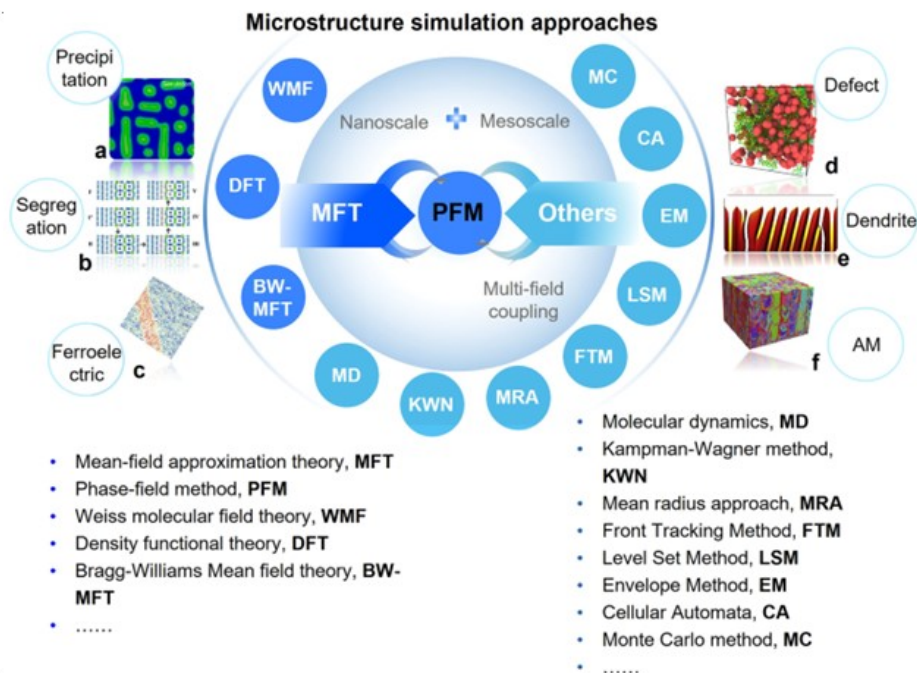 Microstructure simulation approaches
Precipi
tation
a
Segreg
ation
b
Ferroele
ctric
c
WMF
DFT
BW-
MFT
MD
KWN
MRA
FTM
LSM
EM
CA
MC
Nanoscale
Mesoscale
MFT
PFM
Others
Multi-field
coupling
Defect
d
Dendrite
e
AM
f
• Mean-field approximation theory, MFT
• Phase-field method, PFM
• Weiss molecular field theory, WMF
• Density functional theory, DFT
• Bragg-Williams Mean field theory, BW-
MFT
• ……
• Molecular dynamics, MD
• Kampman-Wagner method,
KWN
• Mean radius approach, MRA
• Front Tracking Method, FTM
• Level Set Method, LSM
• Envelope Method, EM
• Cellular Automata, CA
• Monte Carlo method, MC
• ……